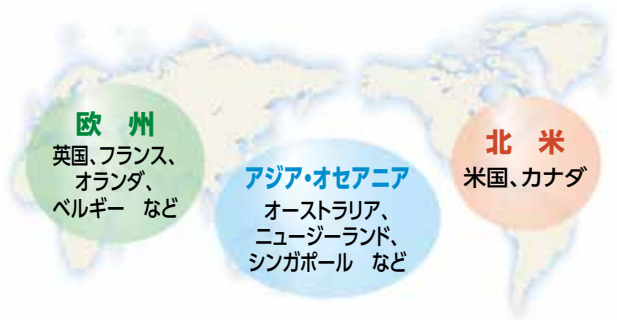 欧　州
英国、フランス、
オランダ、
ベルギー　など
アジア・オセアニア
オーストラリア、
ニュージーランド、
シンガポール　など
北　米
米国、カナダ